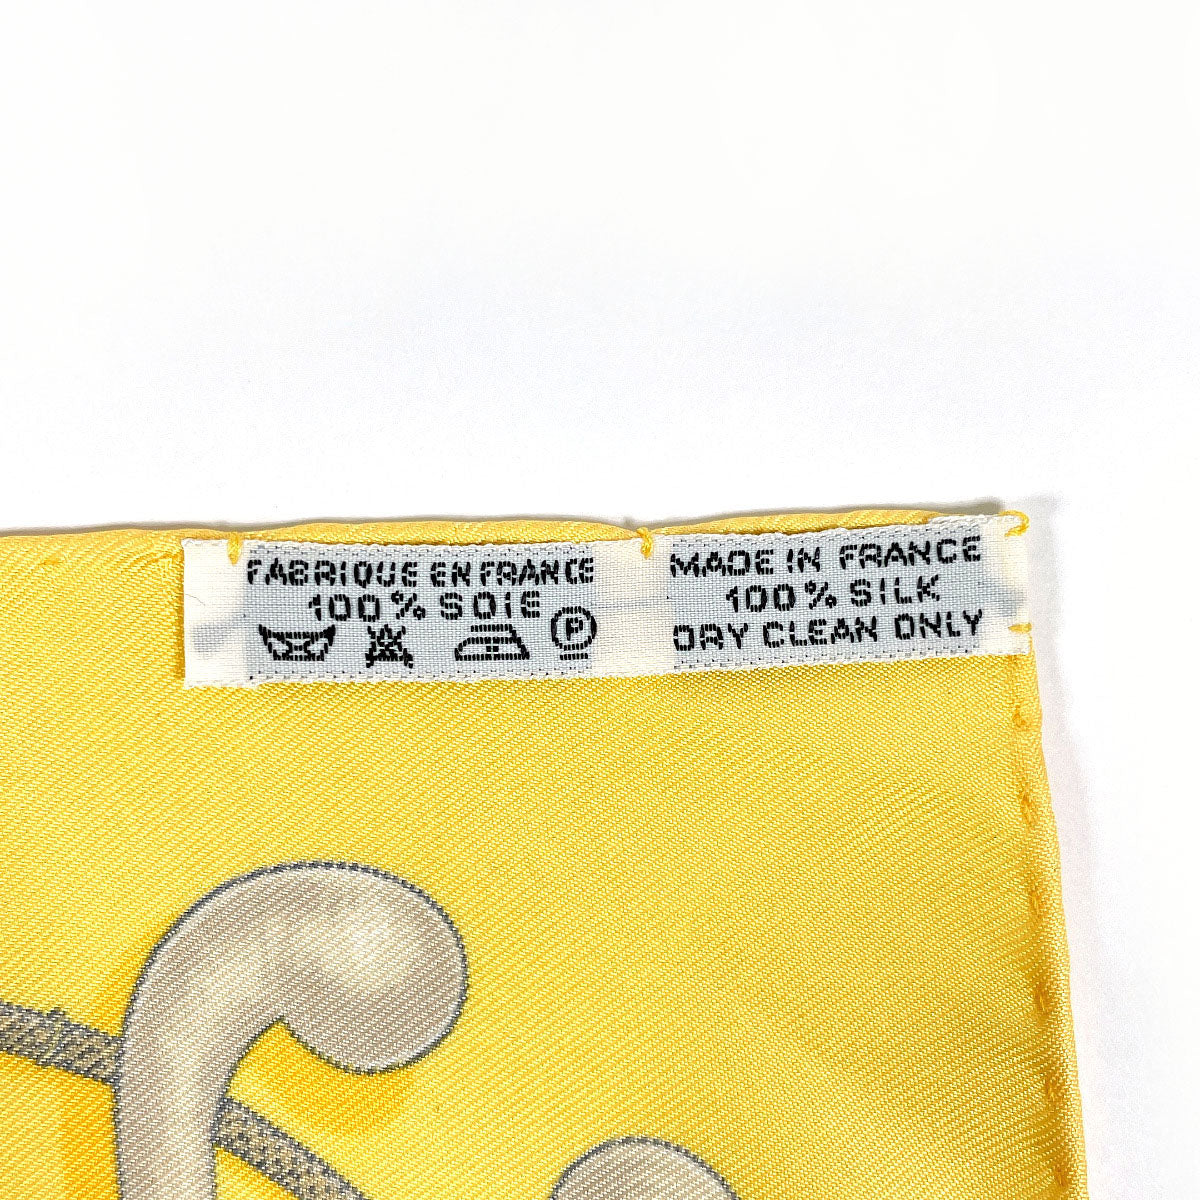 FABRIQUE EN FRANCE
100% SOIE
P
MADE IN FRANCE
100% SILK
DRY CLEAN ONLY